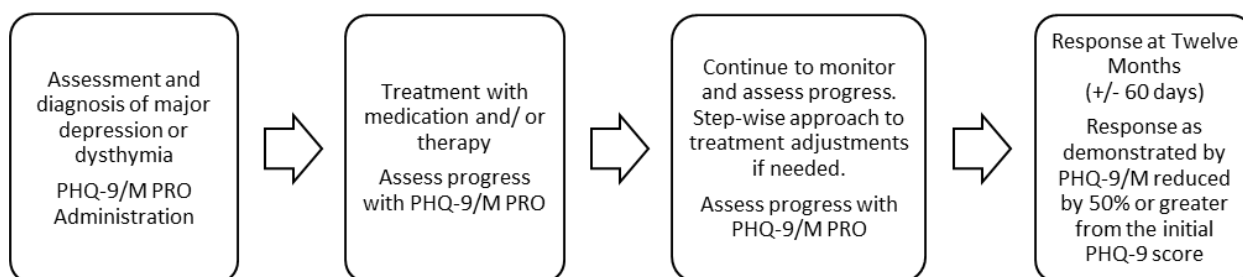 Assessment and
diagnosis of major
depression or
dysthymia
PHQ-9/M PRO
Administration
Treatment with
medication and/ or
therapy
Assess progress
with PHQ-9/M PRO
Continue to monitor
and assess progress.
Step-wise approach to
treatment adjustments
if needed.
Assess progress with
PHQ-9/M PRO
Response at Twelve
Months
(+/- 60 days)
Response as
demonstrated by
PHQ-9/M reduced
by 50% or greater
from the initial
PHQ-9 score